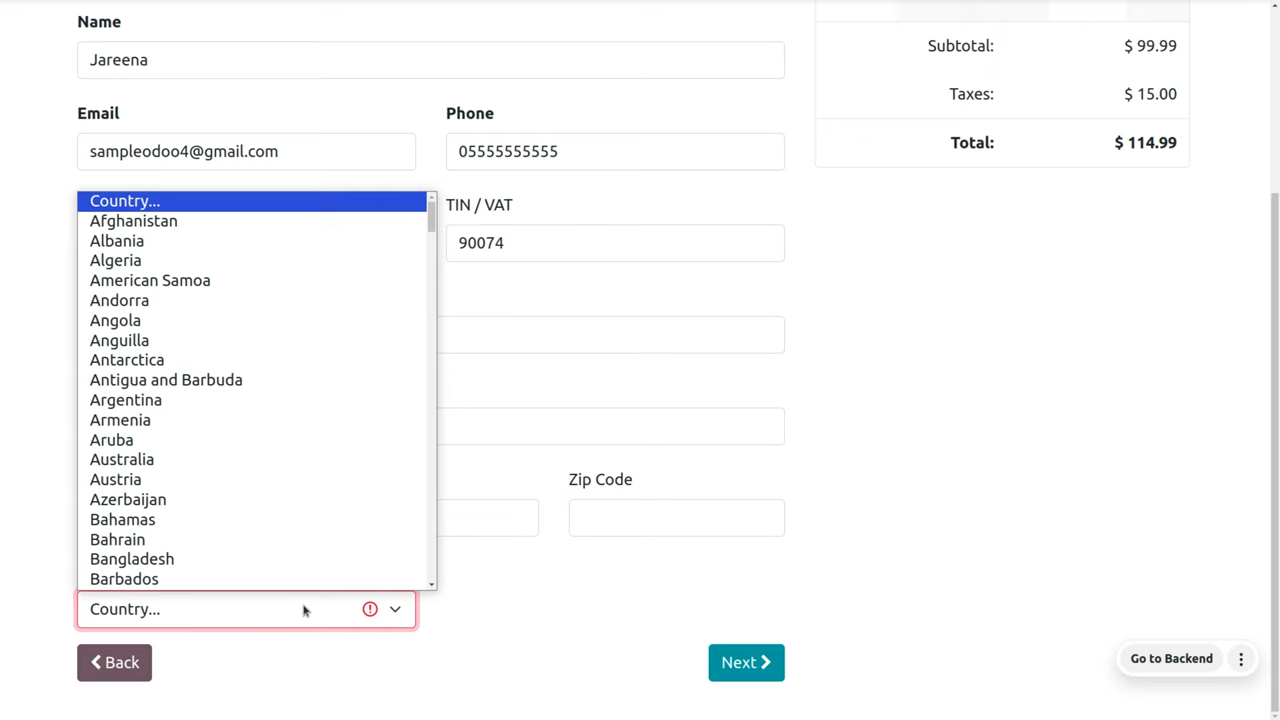 Name
Jareena
Email
Phone
sampleodoo4@gmail.com
05555555555
TIN / VAT
90074
Country...
Afghanistan
Albania
Algeria
American Samoa
Andorra
Angola
Anguilla
Antarctica
Antigua and Barbuda
Argentina
Armenia
Aruba
Australia
Austria
Azerbaijan
Bahamas
Bahrain
Bangladesh
Barbados
Zip Code
Country...
Back
Next
Subtotal: $ 99.99
Taxes: $ 15.00
Total: $ 114.99
Go to Backend